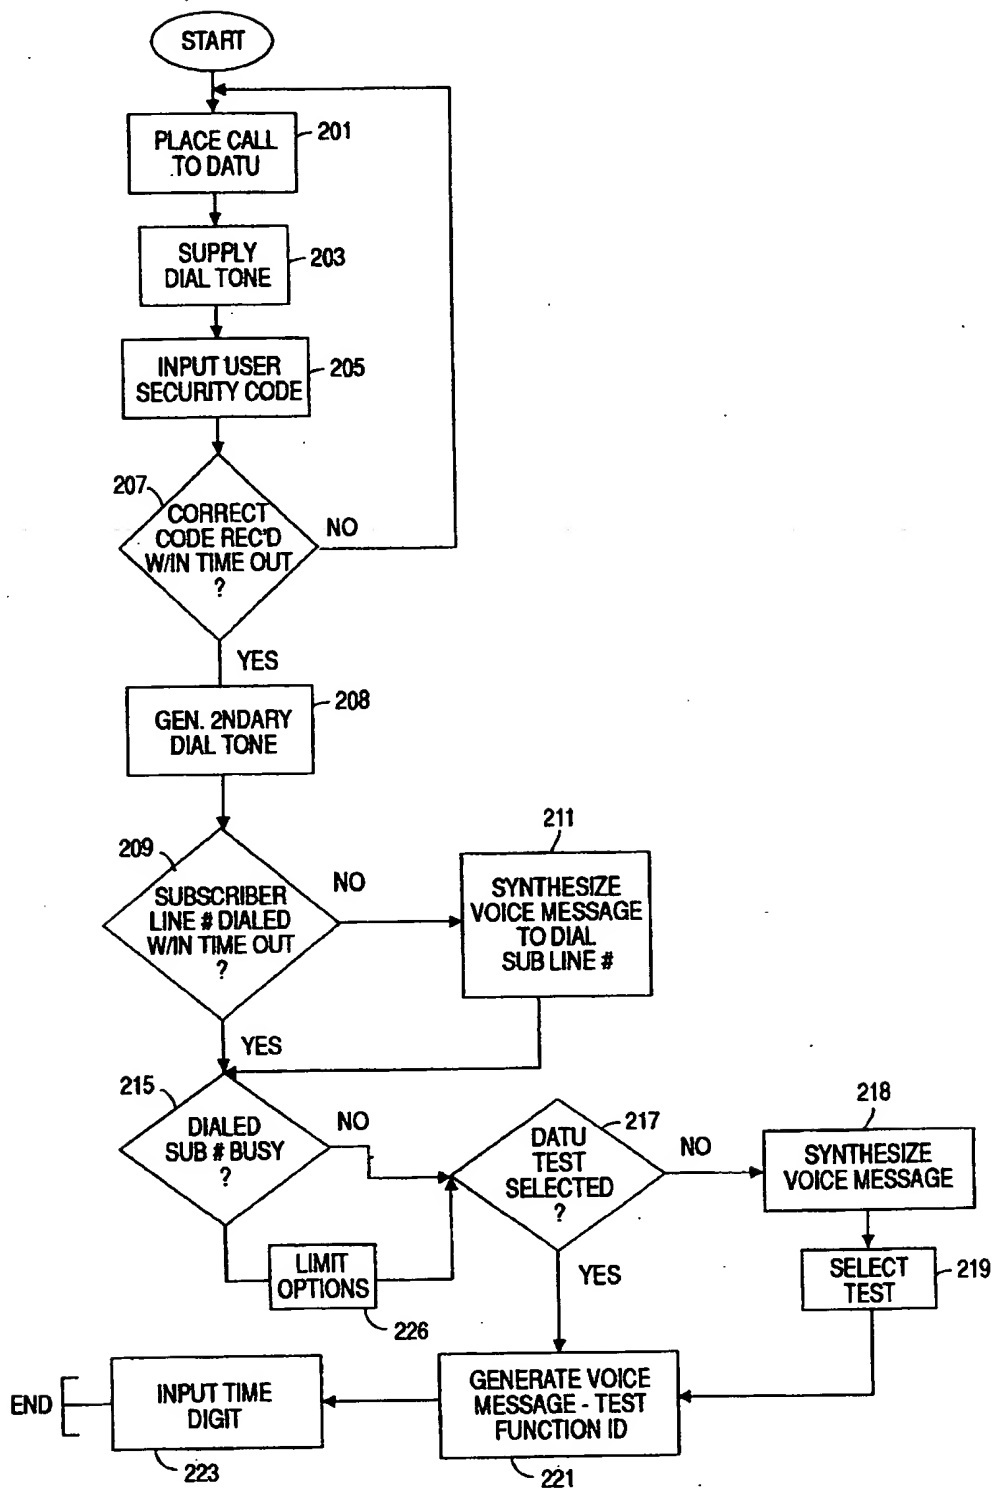 START
PLACE CALL
TO DATU
201
SUPPLY
DIAL TONE
203
INPUT USER
SECURITY CODE
205
207
CORRECT
CODE REC'D
W/IN TIME OUT
?
NO
YES
GEN. 2NDARY
DIAL TONE
208
209
SUBSCRIBER
LINE # DIALED
W/IN TIME OUT
?
NO
YES
211
SYNTHESIZE
VOICE MESSAGE
TO DIAL
SUB LINE #
215
DIALED
SUB # BUSY
?
NO
LIMIT
OPTIONS
226
217
DATU
TEST
SELECTED
?
NO
YES
218
SYNTHESIZE
VOICE MESSAGE
SELECT
TEST
219
GENERATE VOICE
MESSAGE - TEST
FUNCTION ID
221
INPUT TIME
DIGIT
223
END